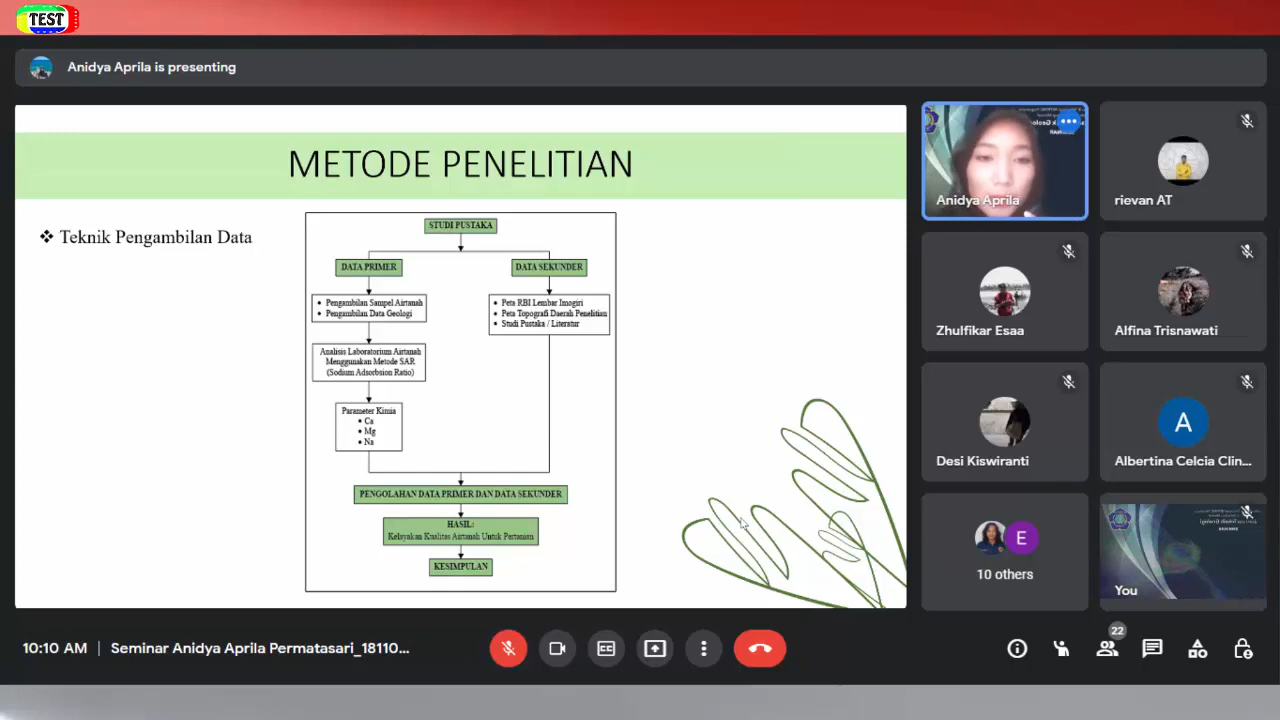 TEST
Anidya Aprila is presenting
METODE PENELITIAN
❖ Teknik Pengambilan Data
STUDI PUSTAKA
DATA PRIMER
DATA SEKUNDER
• Pengambilan Sampel Airtanah
• Pengambilan Data Geologi
• Peta RBI Lembar Imogiri
• Peta Topografi Daerah Penelitian
• Studi Pustaka / Literatur
Analisis Laboratorium Airtanah
Menggunakan Metode SAR
(Sodium Adsorbsion Ratio)
Parameter Kimia
• Ca
• Mg
• Na
PENGOLAHAN DATA PRIMER DAN DATA SEKUNDER
HASIL:
Kelayakan Kualitas Airtanah Untuk Pertanian
KESIMPULAN
Anidya Aprila
rievan AT
Zhulfikar Esaa
Alfina Trisnawati
Desi Kiswiranti
A
Albertina Celcia Clin...
E
10 others
You
10:10 AM | Seminar Anidya Aprila Permatasari_18110...
22